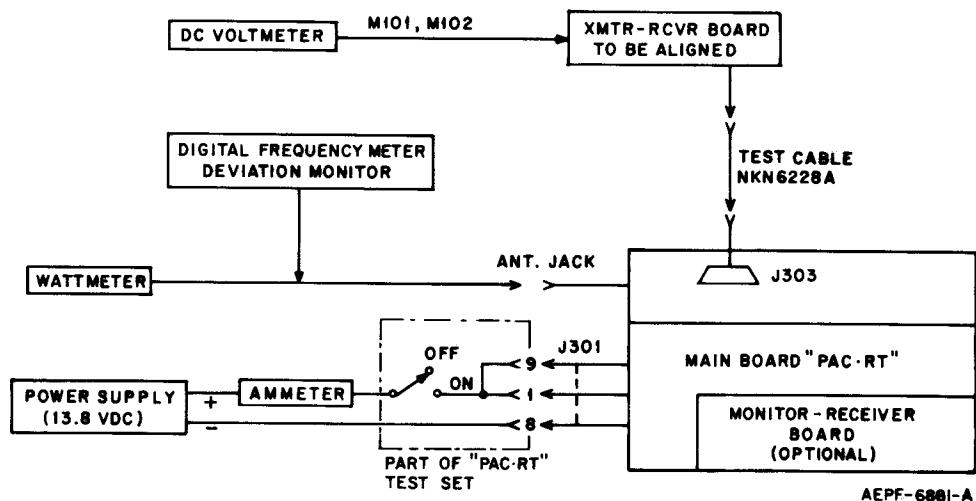 DC VOLTMETER
M101, M102
XMTR-RCVR BOARD
TO BE ALIGNED
DIGITAL FREQUENCY METER
DEVIATION MONITOR
TEST CABLE
NKN6228A
WATTMETER
ANT. JACK
J303
OFF
ON
9
J301
1
8
MAIN BOARD "PAC·RT"
POWER SUPPLY
(13.8 VDC)
+
-
AMMETER
MONITOR-RECEIVER
BOARD
(OPTIONAL)
PART OF "PAC·RT"
TEST SET
AEPF-6881-A